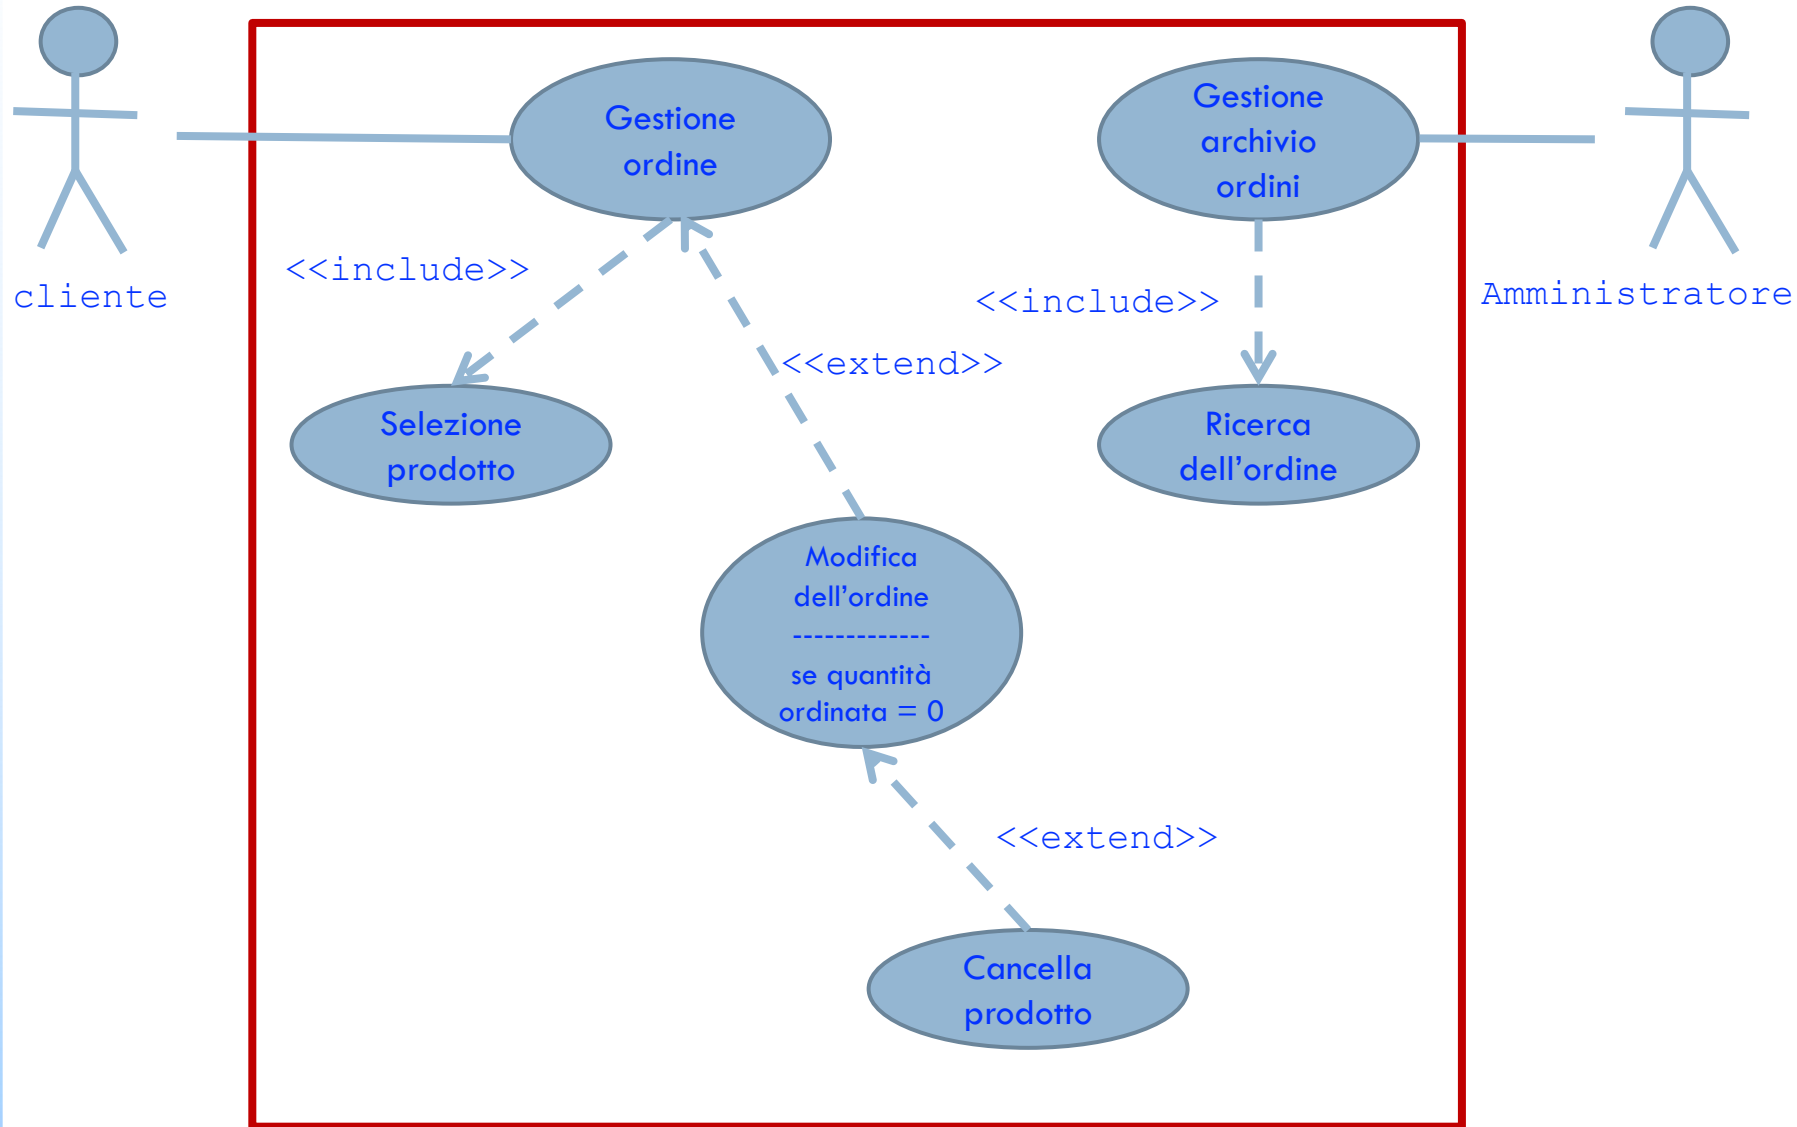 Gestione
ordine
Gestione
archivio
ordini
<<include>>
cliente
<<include>>
Amministratore
<<extend>>
Selezione
prodotto
Ricerca
dell’ordine
Modifica
dell’ordine
-------------
se quantità
ordinata = 0
<<extend>>
Cancella
prodotto